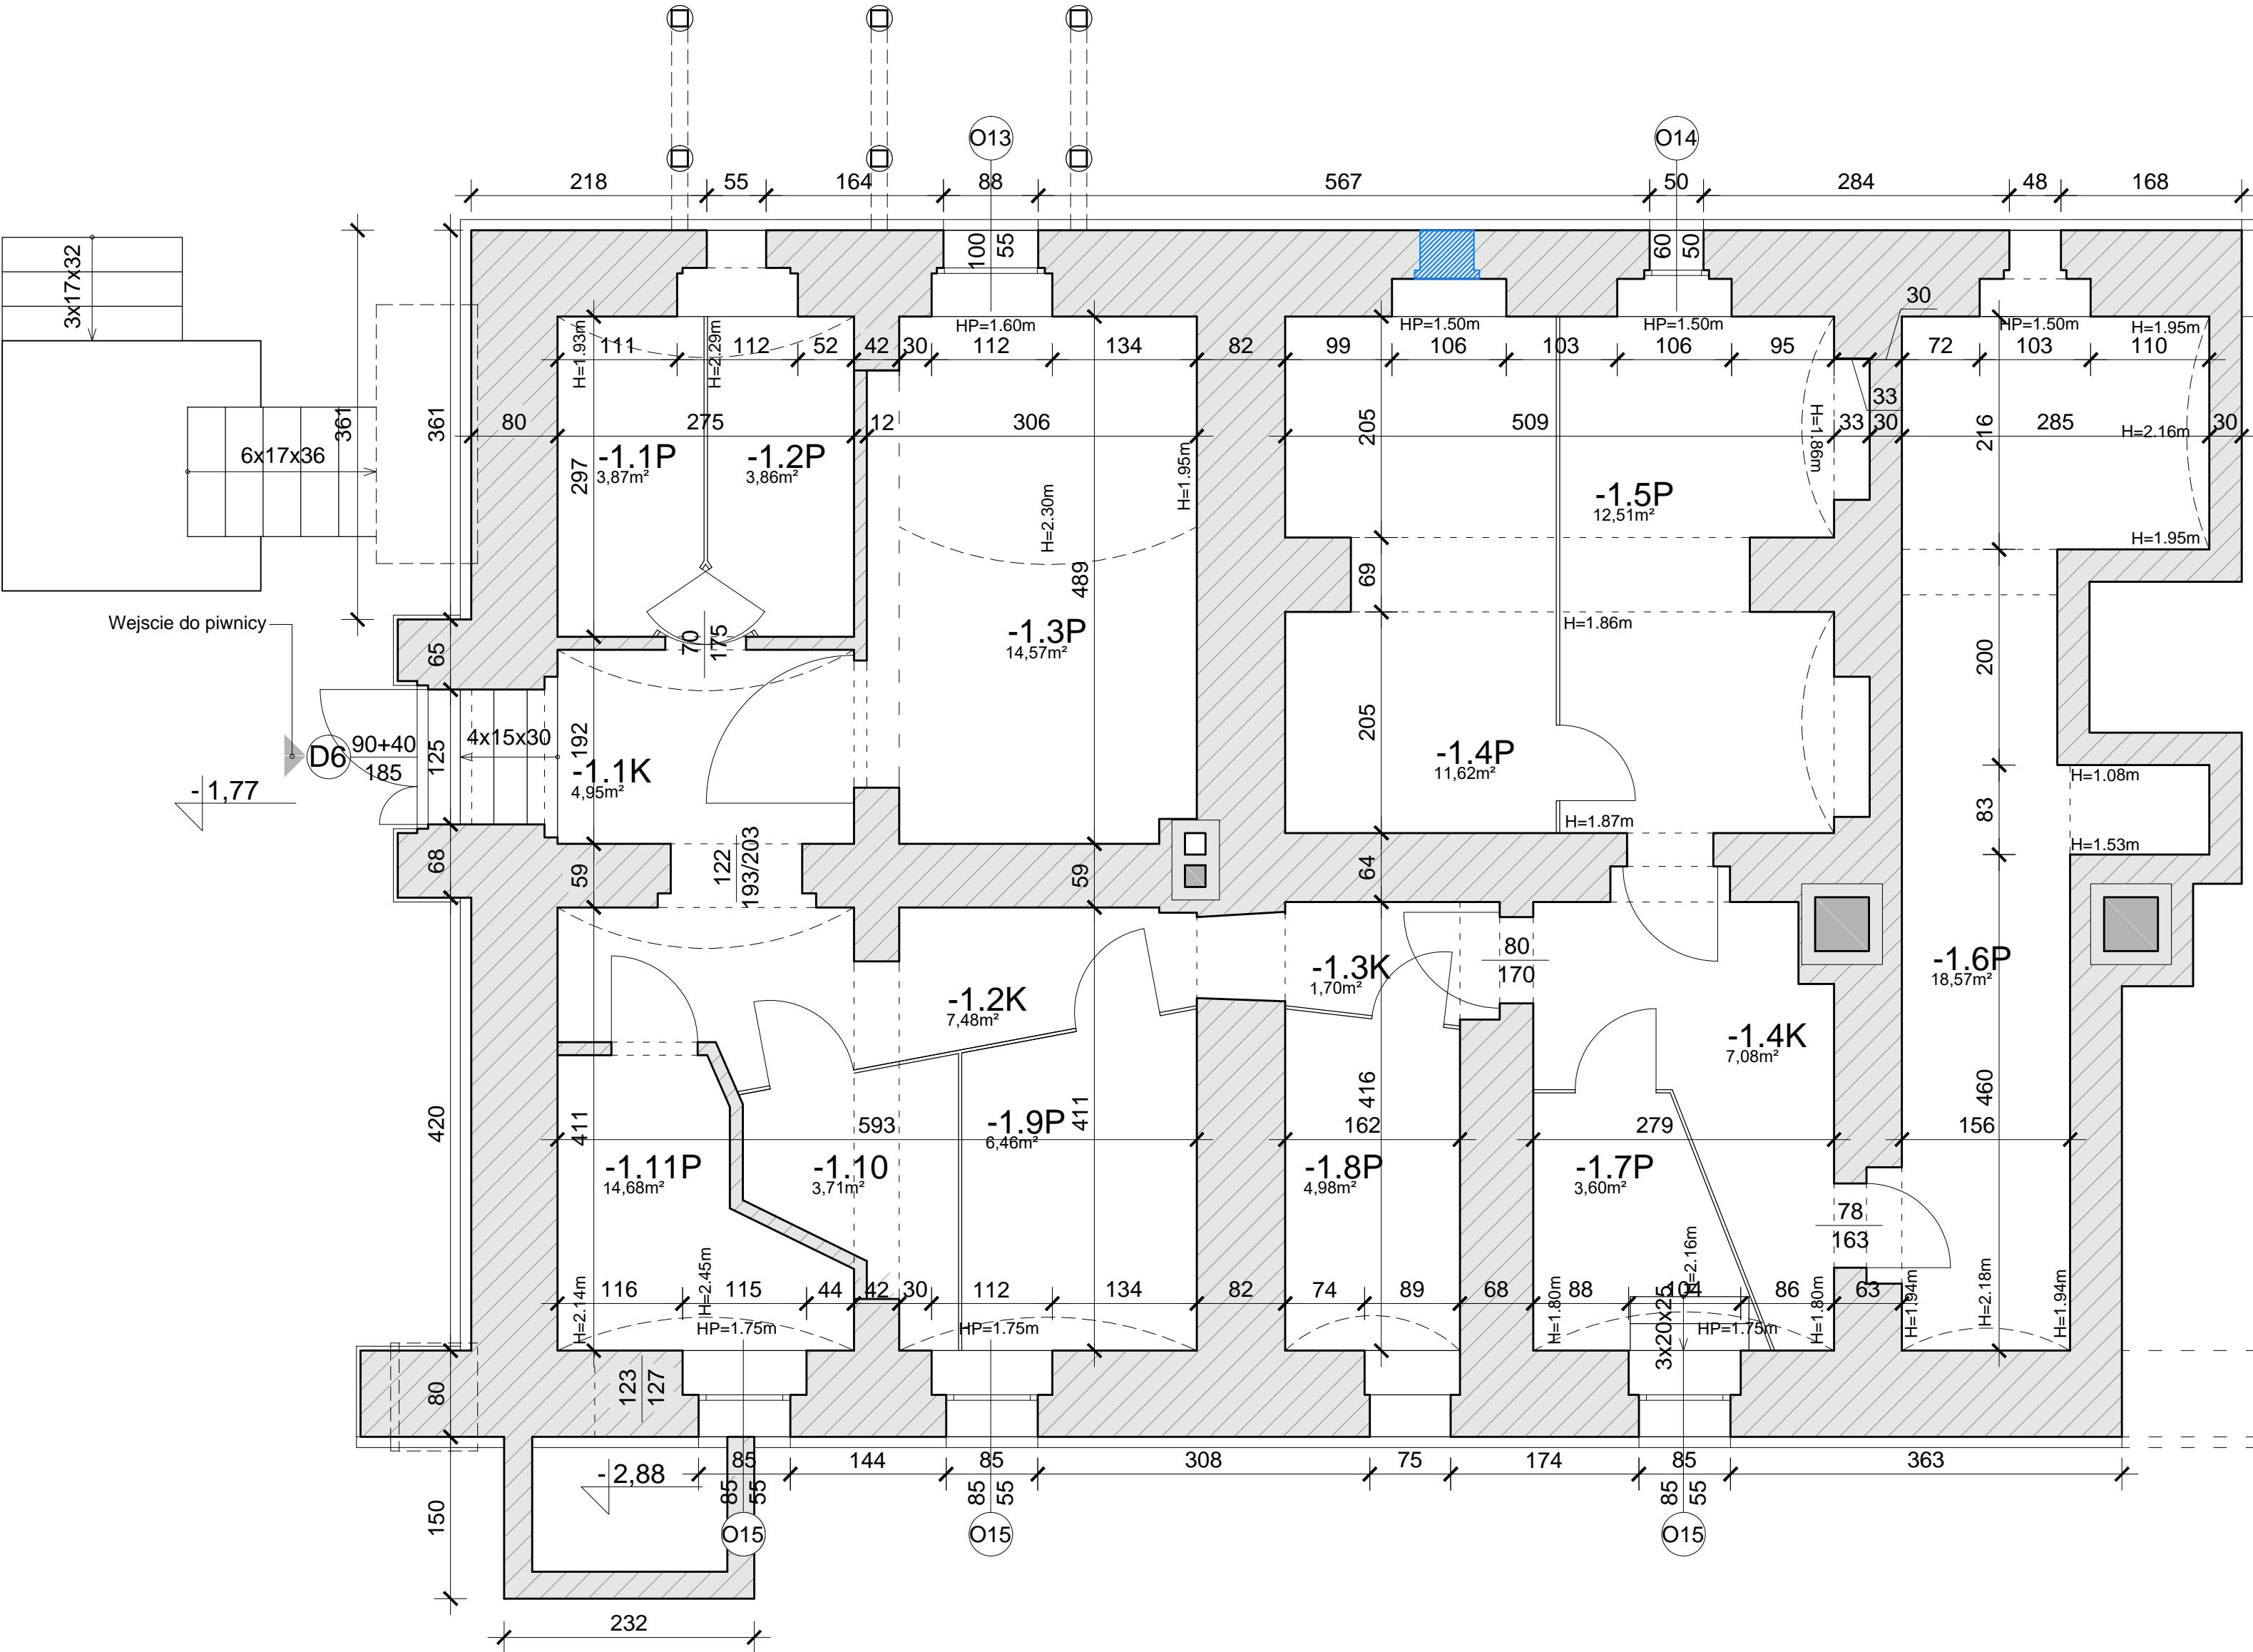 O13
O14
218
55
164
88
567
50
284
48
168
3x17x32
100
55
60
50
30
361
361
H=1.93m
H=2.29m
HP=1.60m
HP=1.50m
HP=1.50m
HP=1.50m
H=1.95m
111
112
52
42
30
112
134
82
99
106
103
106
95
72
103
110
33
80
275
12
306
205
509
H=1.86m
33
30
216
285
H=2.16m
30
6x17x36
297
-1.1P
3,87m²
-1.2P
3,86m²
H=1.95m
H=2.30m
-1.5P
12,51m²
H=1.95m
489
69
Wejscie do piwnicy
65
70
175
-1.3P
14,57m²
H=1.86m
200
D6
90+40
185
125
4x15x30
192
-1.1K
4,95m²
205
-1.4P
11,62m²
H=1.08m
- 1,77
83
H=1.87m
H=1.53m
68
59
122
193/203
59
64
80
170
-1.3K
1,70m²
-1.6P
18,57m²
-1.2K
7,48m²
-1.4K
7,08m²
420
411
593
-1.9P
6,46m²
411
416
162
279
460
156
-1.11P
14,68m²
-1.10
3,71m²
-1.8P
4,98m²
-1.7P
3,60m²
78
163
116
115
44
42
30
112
134
82
74
89
68
88
104
86
63
H=2.14m
H=2.45m
H=1.80m
H=2.16m
H=1.80m
H=1.94m
H=2.18m
H=1.94m
HP=1.75m
HP=1.75m
3x20x25
HP=1.75m
80
123
127
85
144
85
308
75
174
85
363
- 2,88
85
55
85
55
85
55
150
O15
O15
O15
232